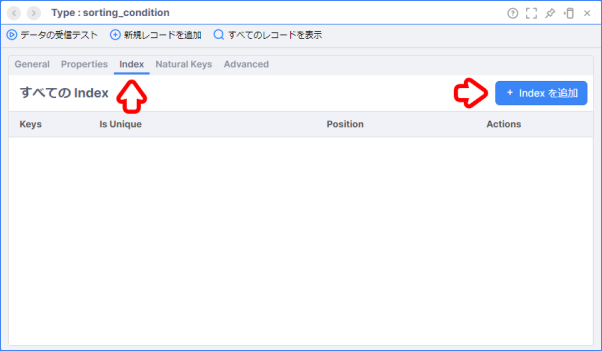 Type : sorting_condition
データの受信テスト 新規レコードを追加 すべてのレコードを表示
General Properties Index Natural Keys Advanced
すべての Index + Index を追加
Keys Is Unique Position Actions